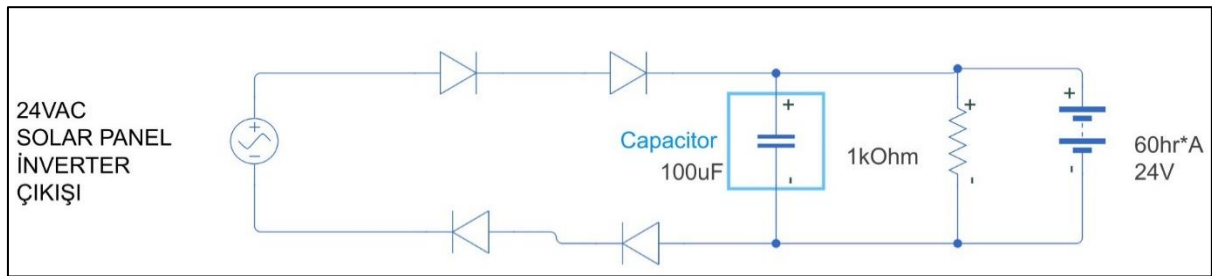 24VAC
SOLAR PANEL
İNVERTER
ÇIKIŞI
Capacitor
100uF
1kOhm
60hr*A
24V